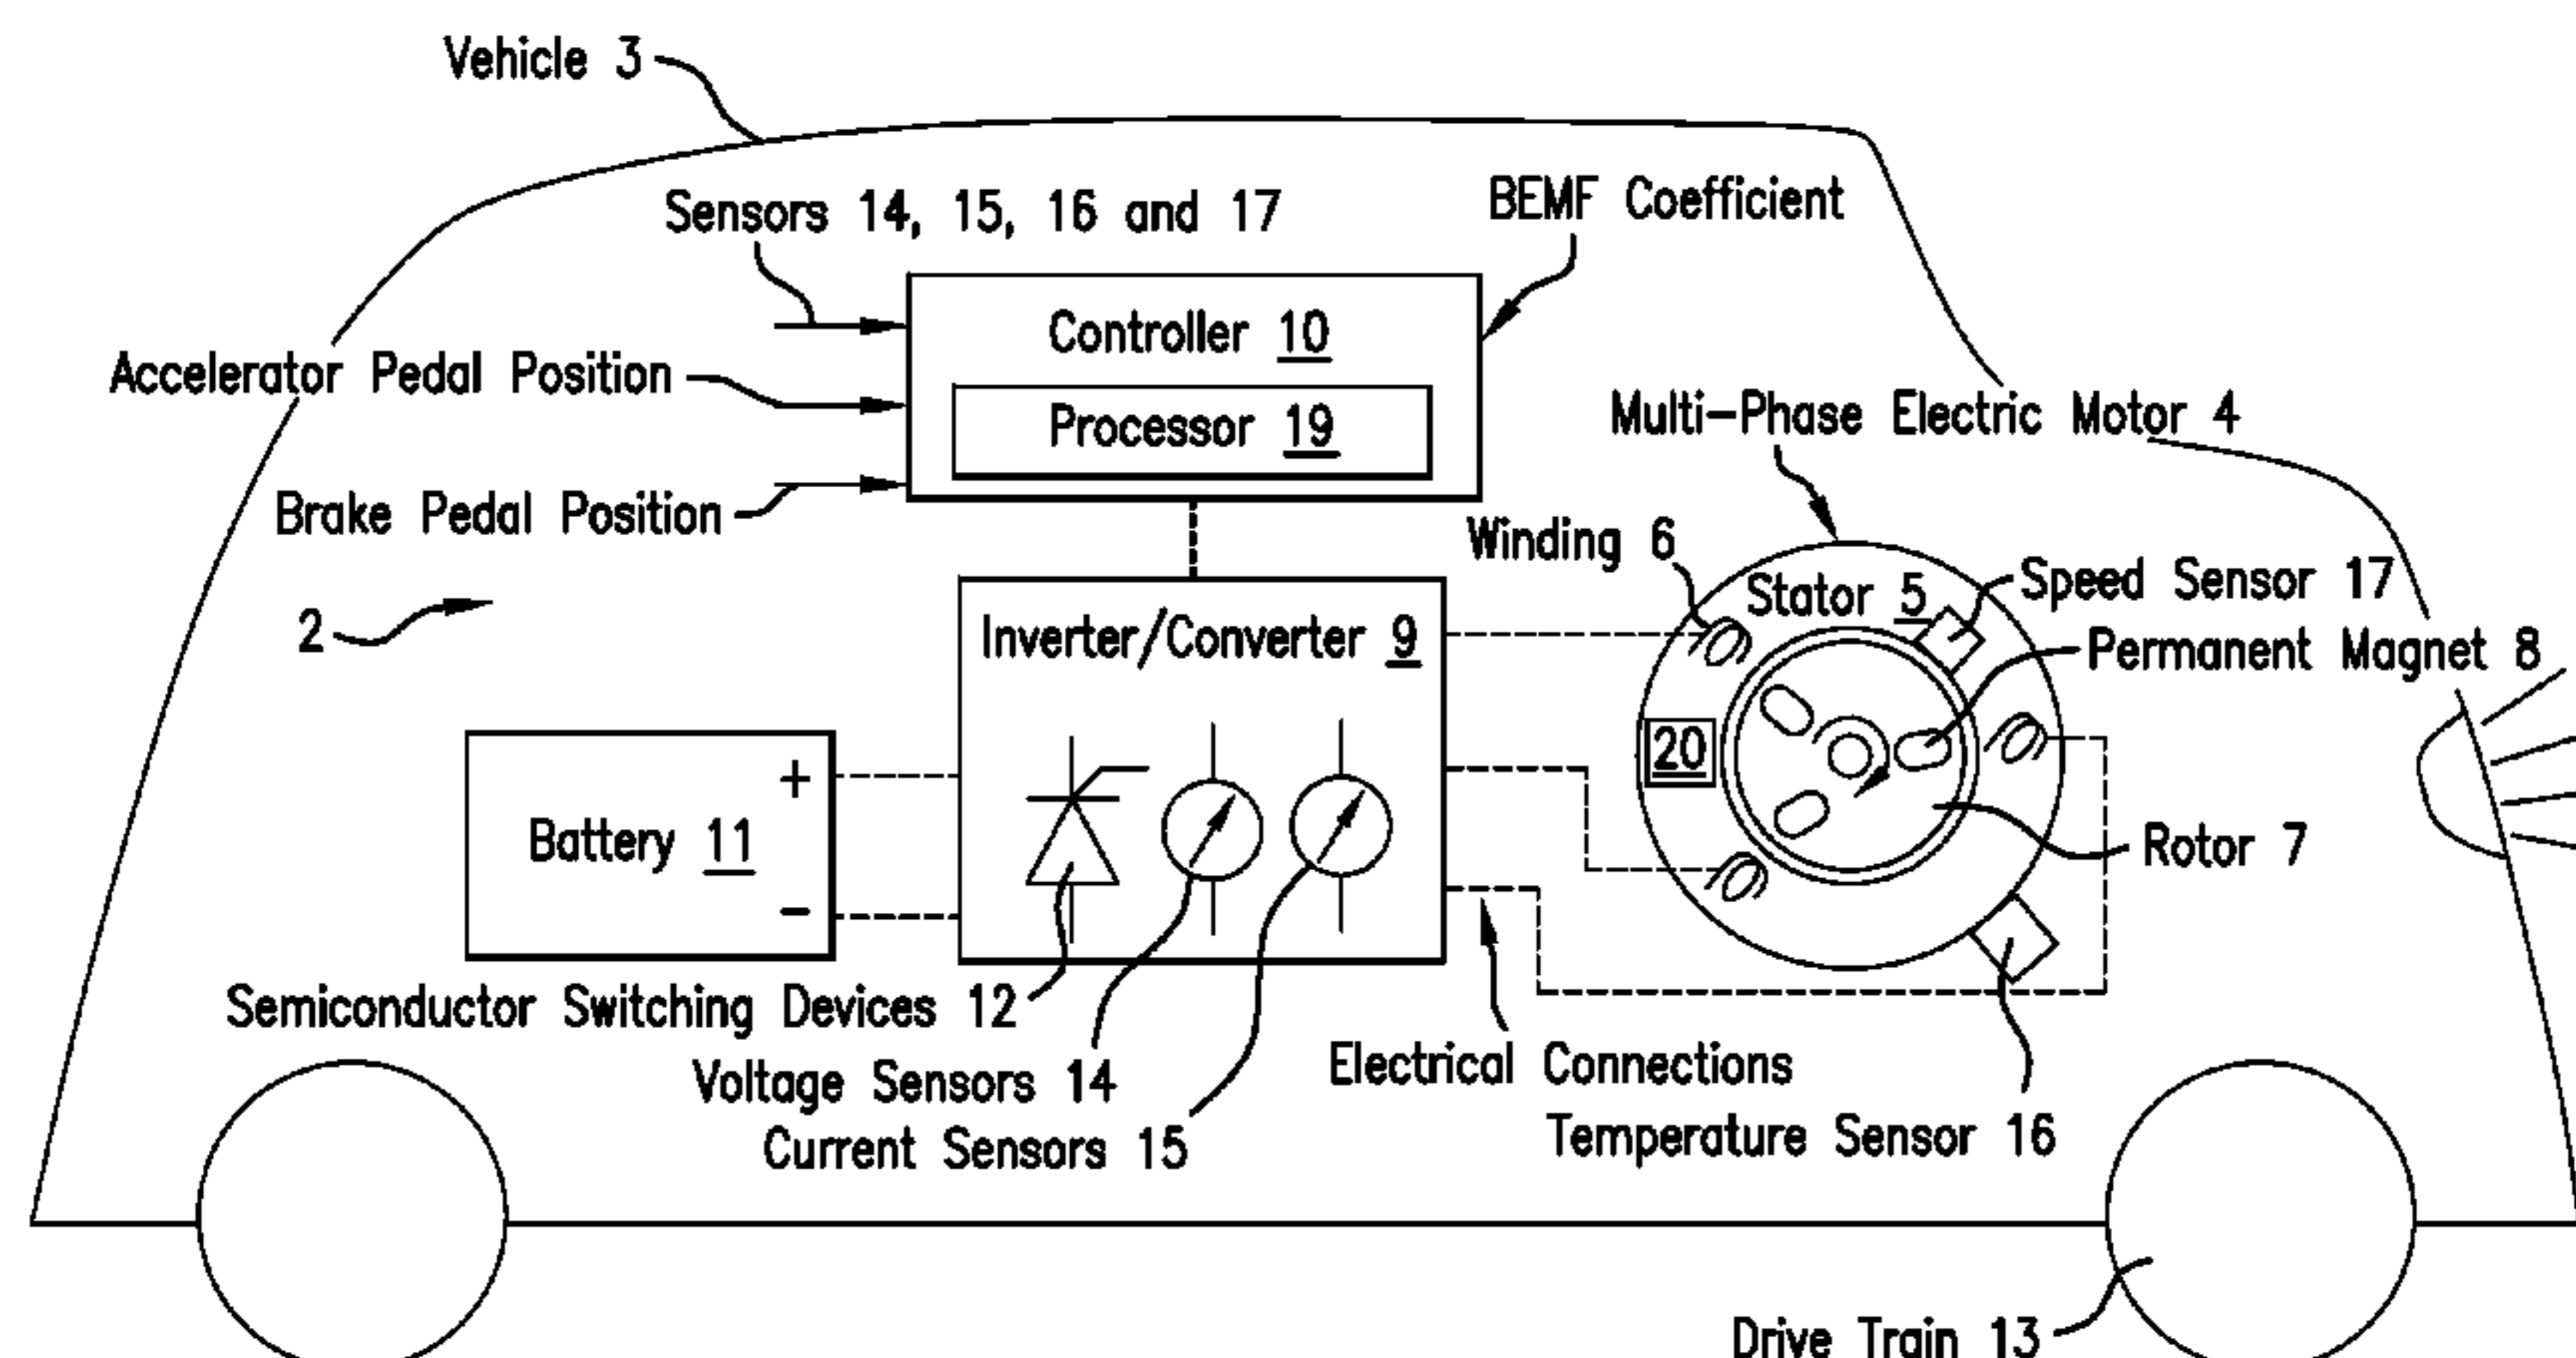 Vehicle 3
Sensors 14, 15, 16 and 17
BEMF Coefficient
Controller 10
Accelerator Pedal Position
Processor 19
Multi-Phase Electric Motor 4
Brake Pedal Position
Winding 6
Stator 5
Speed Sensor 17
2
Inverter/Converter 9
Permanent Magnet 8
20
+
Battery 11
-
Rotor 7
Semiconductor Switching Devices 12
Voltage Sensors 14
Electrical Connections
Current Sensors 15
Temperature Sensor 16
Drive Train 13